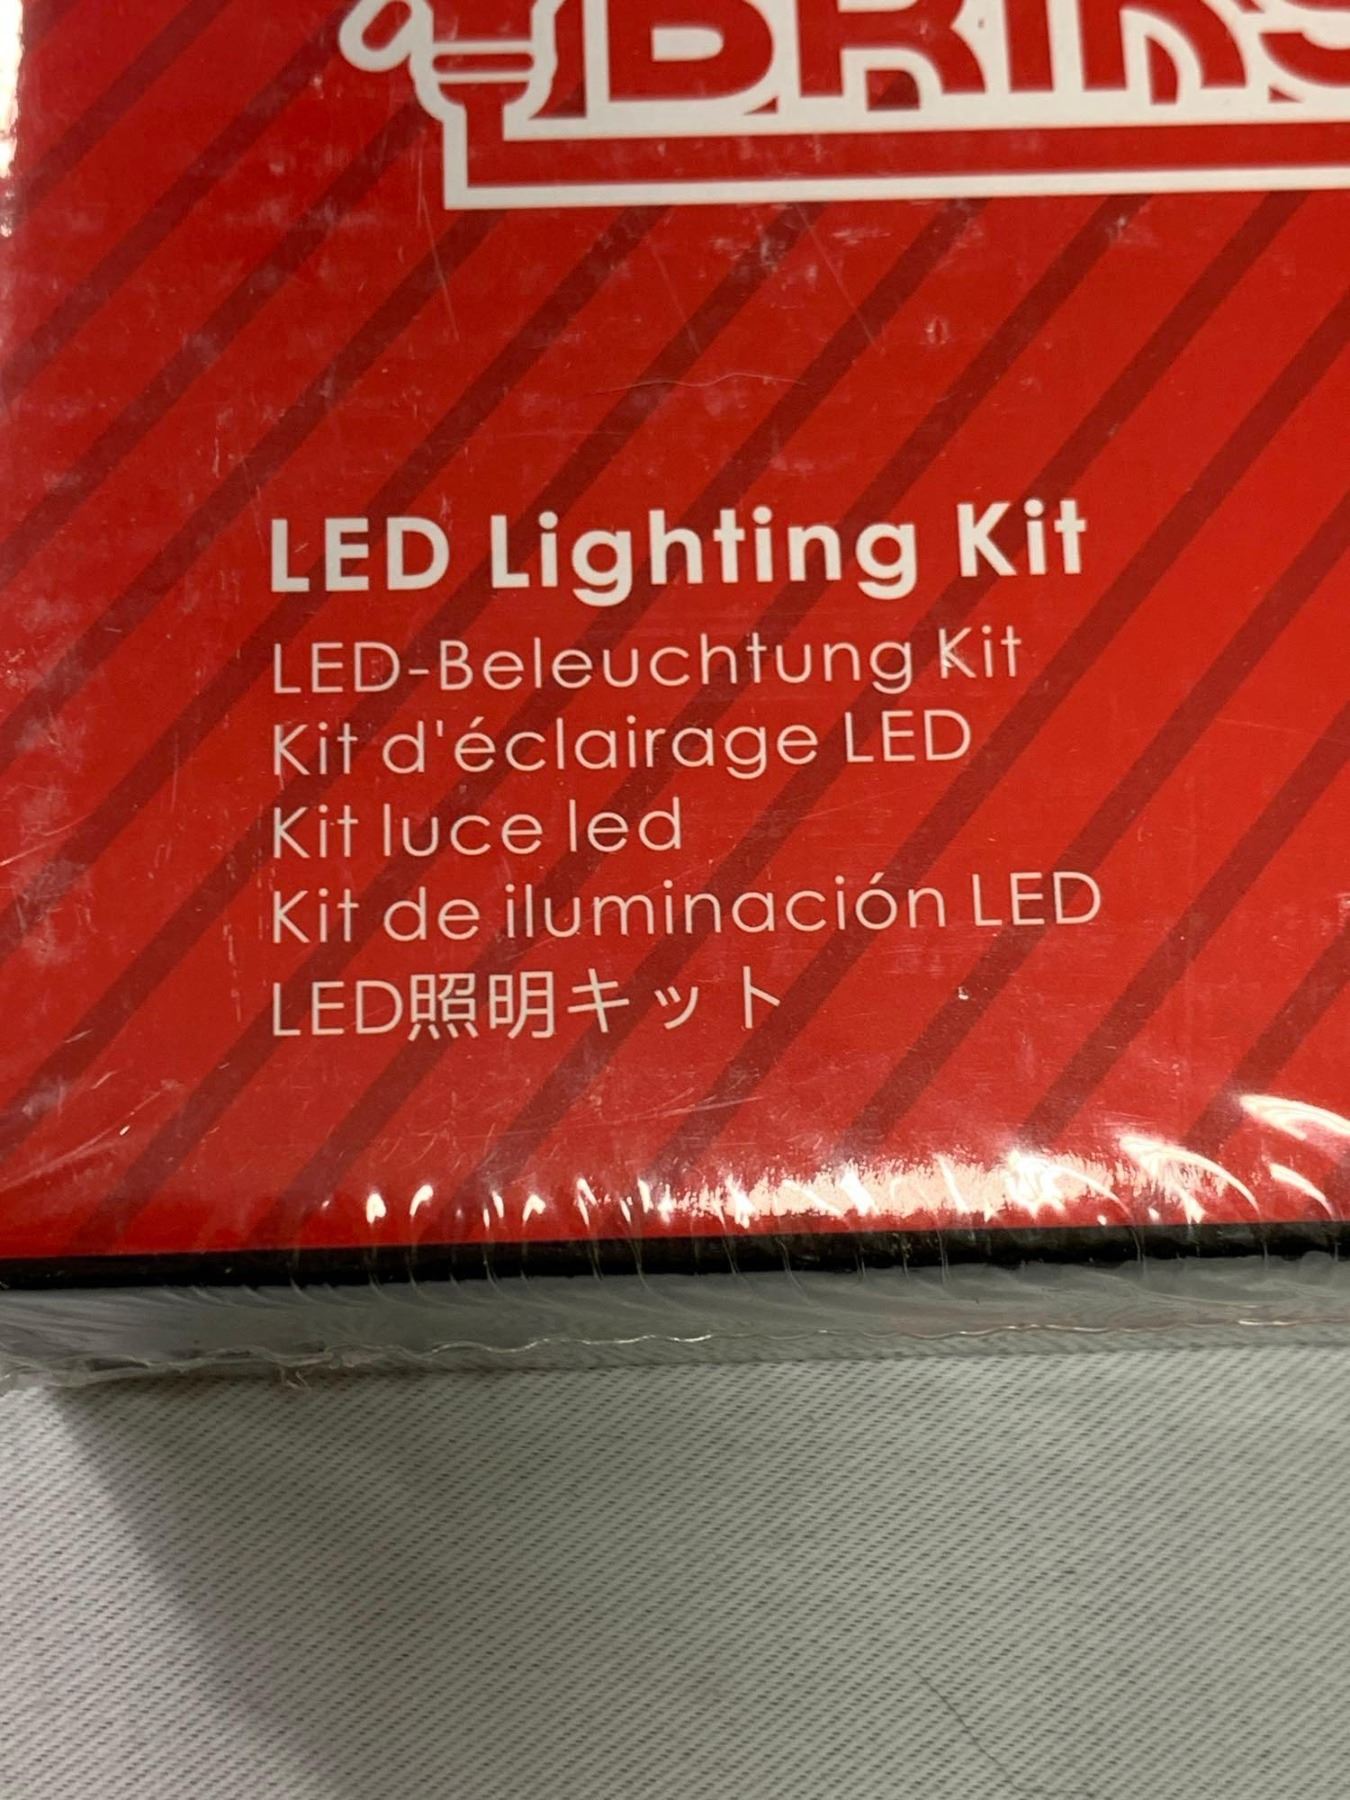 LED Lighting Kit
LED-Beleuchtung Kit
Kit d'éclairage LED
Kit luce led
Kit de iluminación LED
LED照明キット